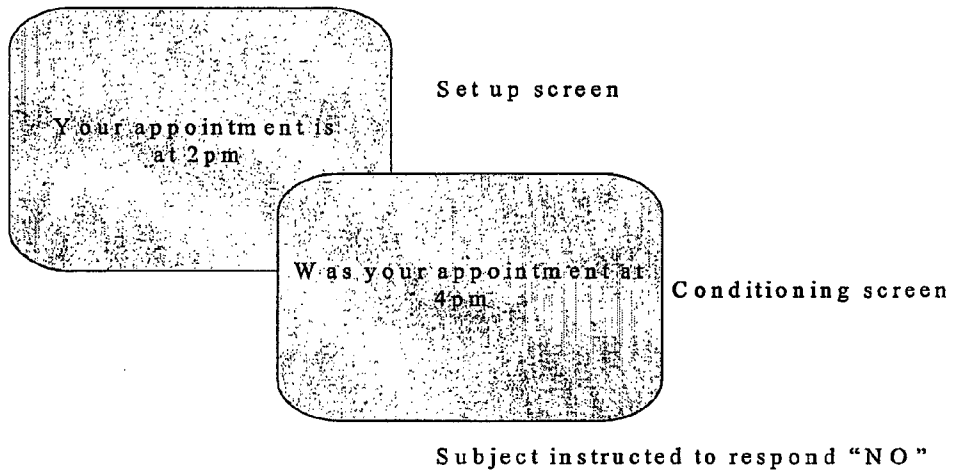 Set up screen
Your appointment is
at 2pm
Was your appointment at
4pm
Conditioning screen
Subject instructed to respond “NO”